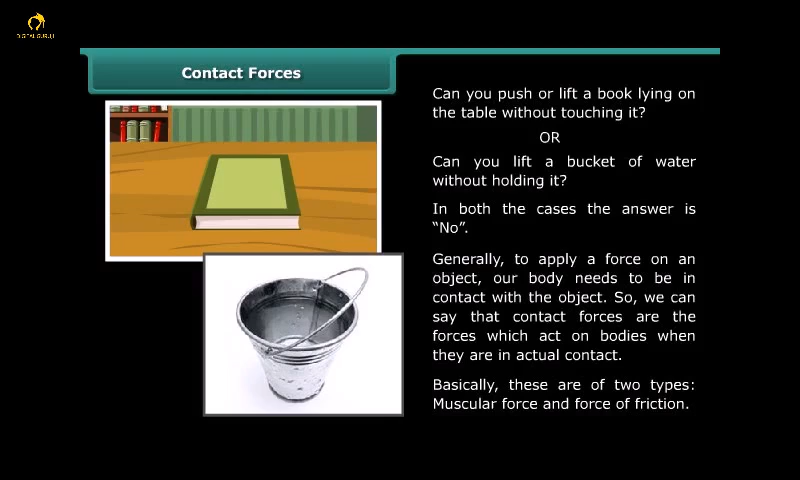 DIGITAL GURUJI
Contact Forces
Can you push or lift a book lying on
the table without touching it?
OR
Can you lift a bucket of water
without holding it?
In both the cases the answer is
“No”.
Generally, to apply a force on an
object, our body needs to be in
contact with the object. So, we can
say that contact forces are the
forces which act on bodies when
they are in actual contact.
Basically, these are of two types:
Muscular force and force of friction.